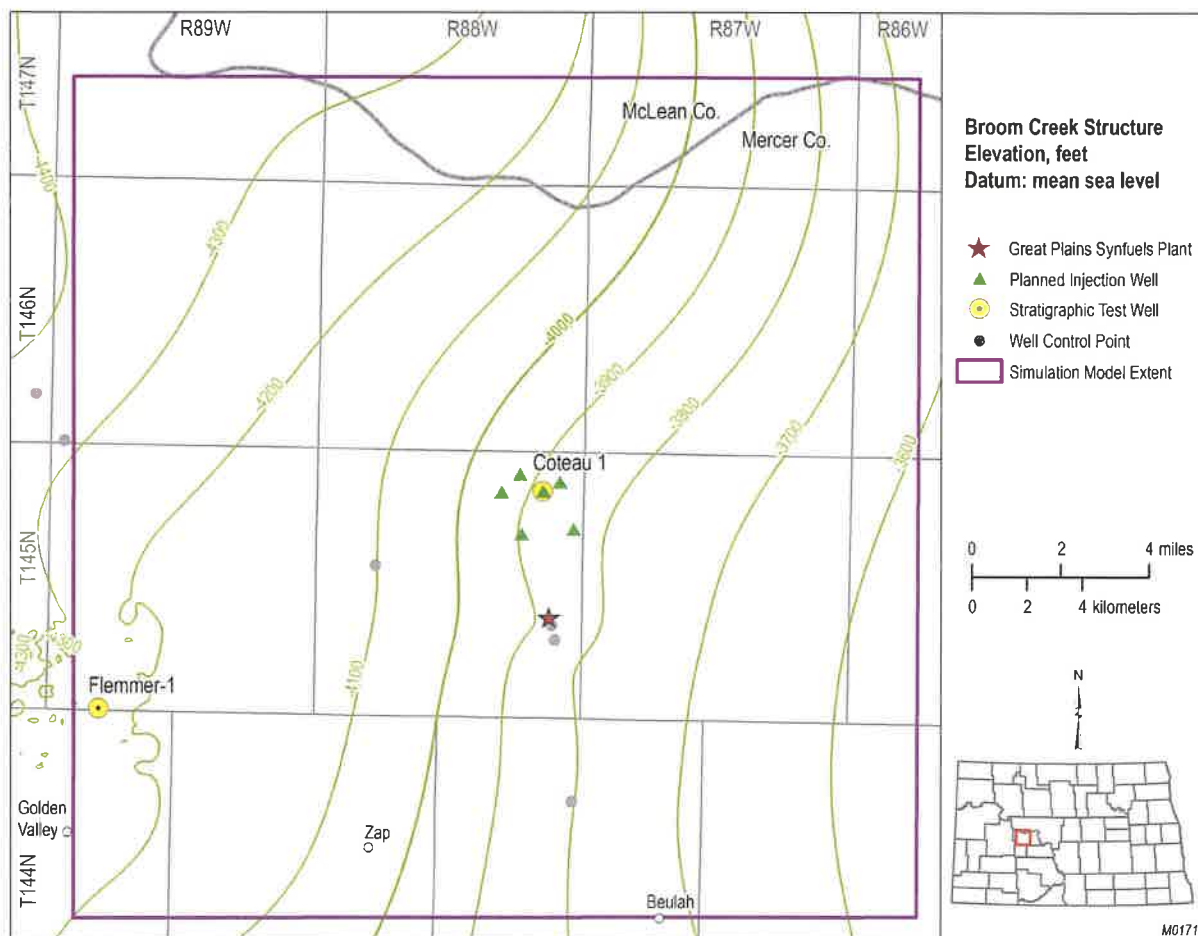 R89W
R88W
R87W
R86W
T147N
McLean Co.
Mercer Co.
-4400
-4300
T146N
-4000
-4200
-3900
-3800
-3700
-3600
Coteau 1
T145N
-4300
-4300
-4100
Flemmer-1
Golden
Valley
Zap
T144N
Beulah
Broom Creek Structure
Elevation, feet
Datum: mean sea level
Great Plains Synfuels Plant
Planned Injection Well
Stratigraphic Test Well
Well Control Point
Simulation Model Extent
0 2 4 miles
0 2 4 kilometers
N
M0171